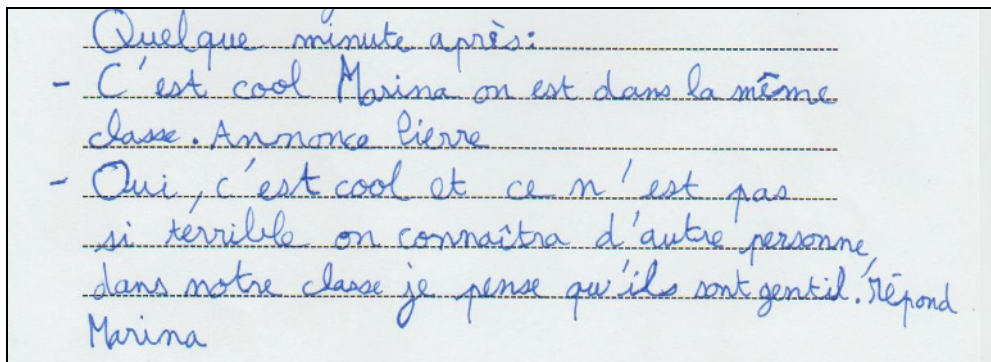 Quelque minute après:
- C'est cool Marina on est dans la même
classe. Annonce Pierre
- Oui, c'est cool et ce n'est pas
si térrible on connaîtra d'autre personne,
dans notre classe je pense qu'ils sont gentil. Répond
Marina